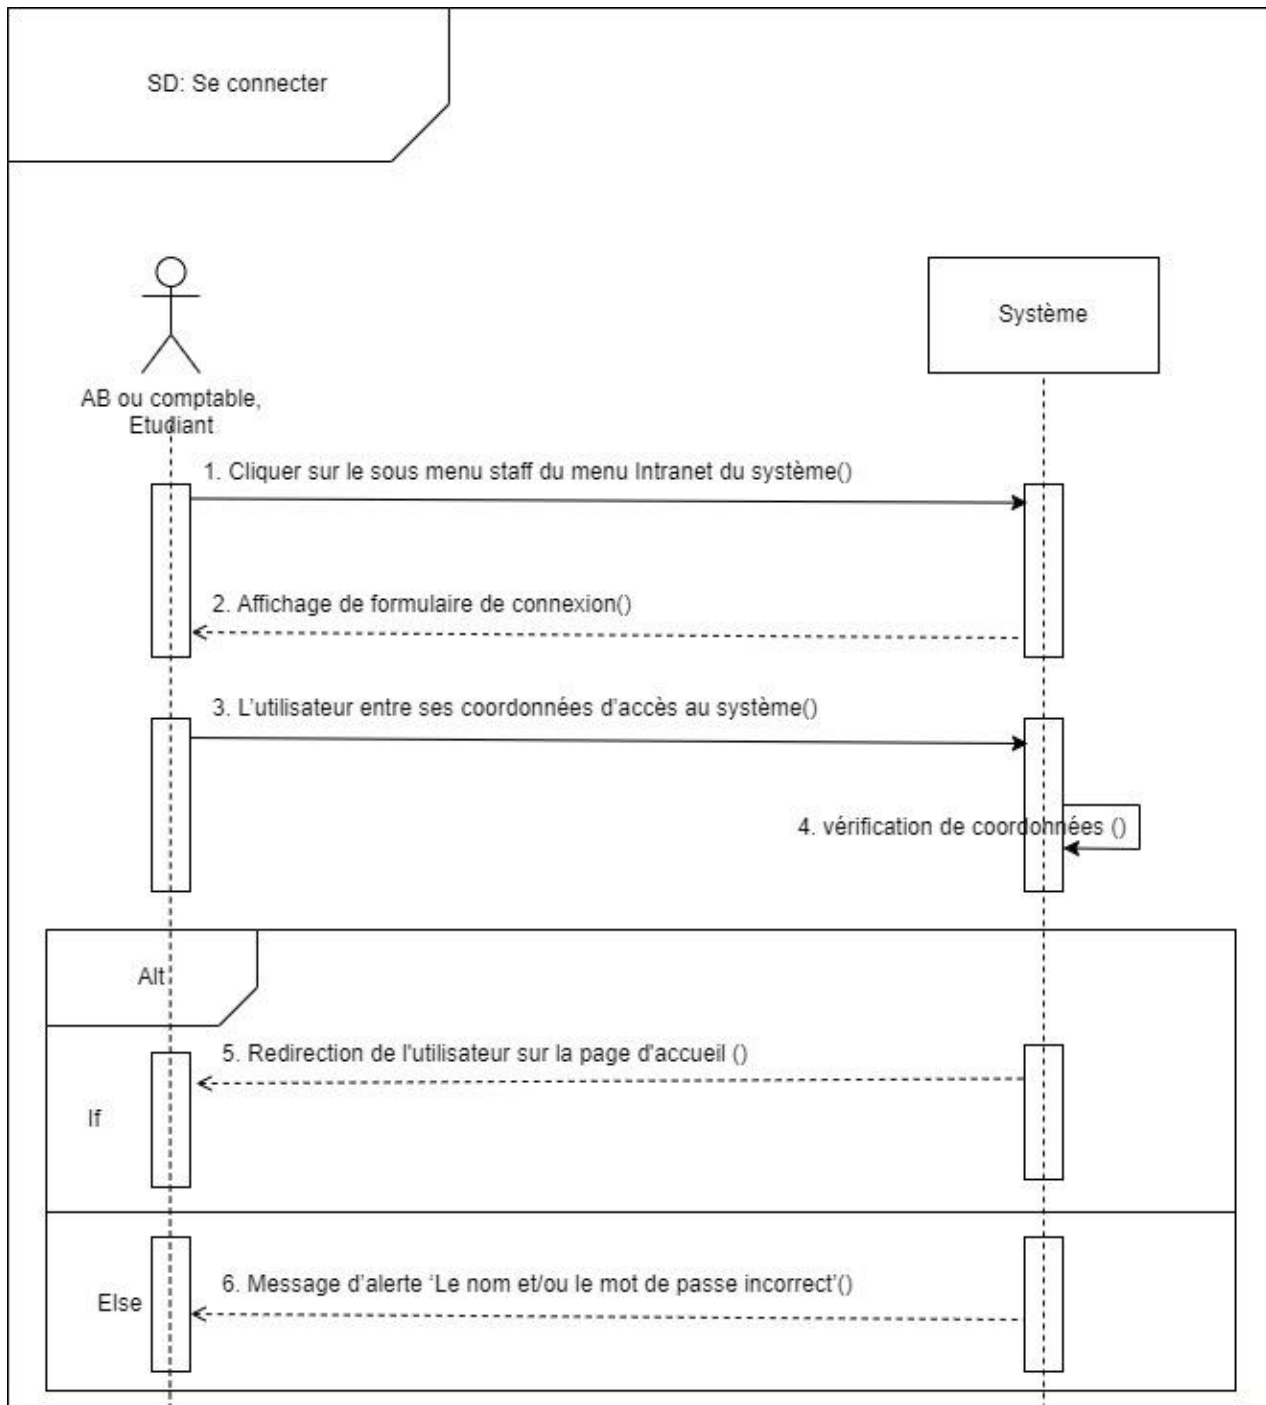 SD: Se connecter
AB ou comptable,
Etudiant
Système
1. Cliquer sur le sous menu staff du menu Intranet du système()
2. Affichage de formulaire de connexion()
3. L’utilisateur entre ses coordonnées d’accès au système()
4. vérification de coordonnées ()
Alt
5. Redirection de l'utilisateur sur la page d'accueil ()
If
6. Message d’alerte ‘Le nom et/ou le mot de passe incorrect’()
Else